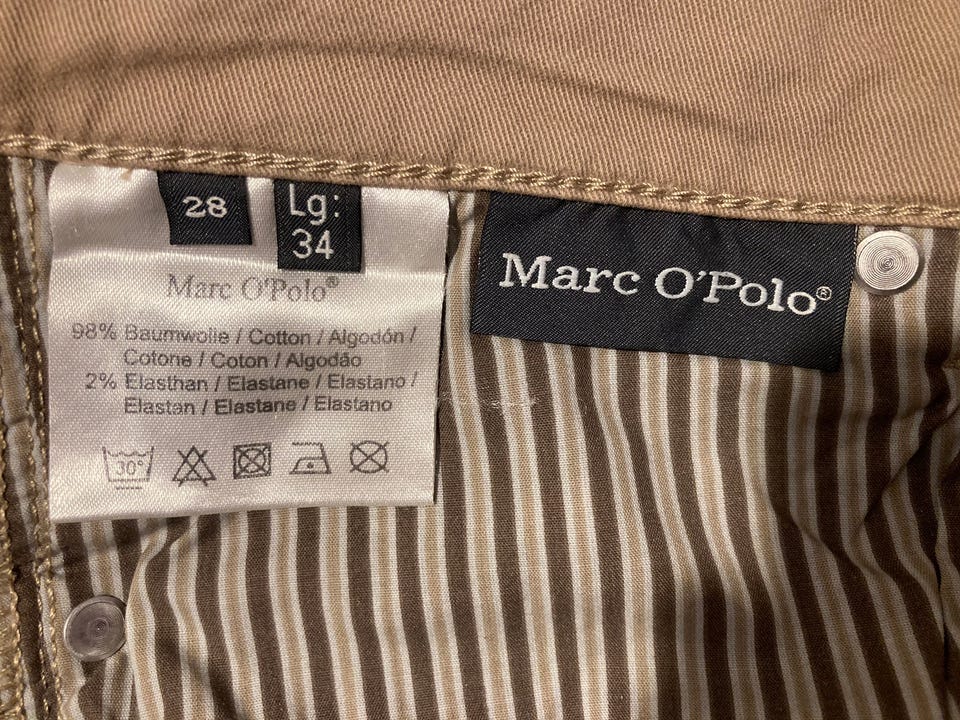 28
Lg:
34
Marc O'Polo®
98% Baumwolle / Cotton / Algodón /
Cotone / Coton / Algodão
2% Elasthan / Elastane / Elastano /
Elastan / Elastane / Elastano
30°
Marc O'Polo®